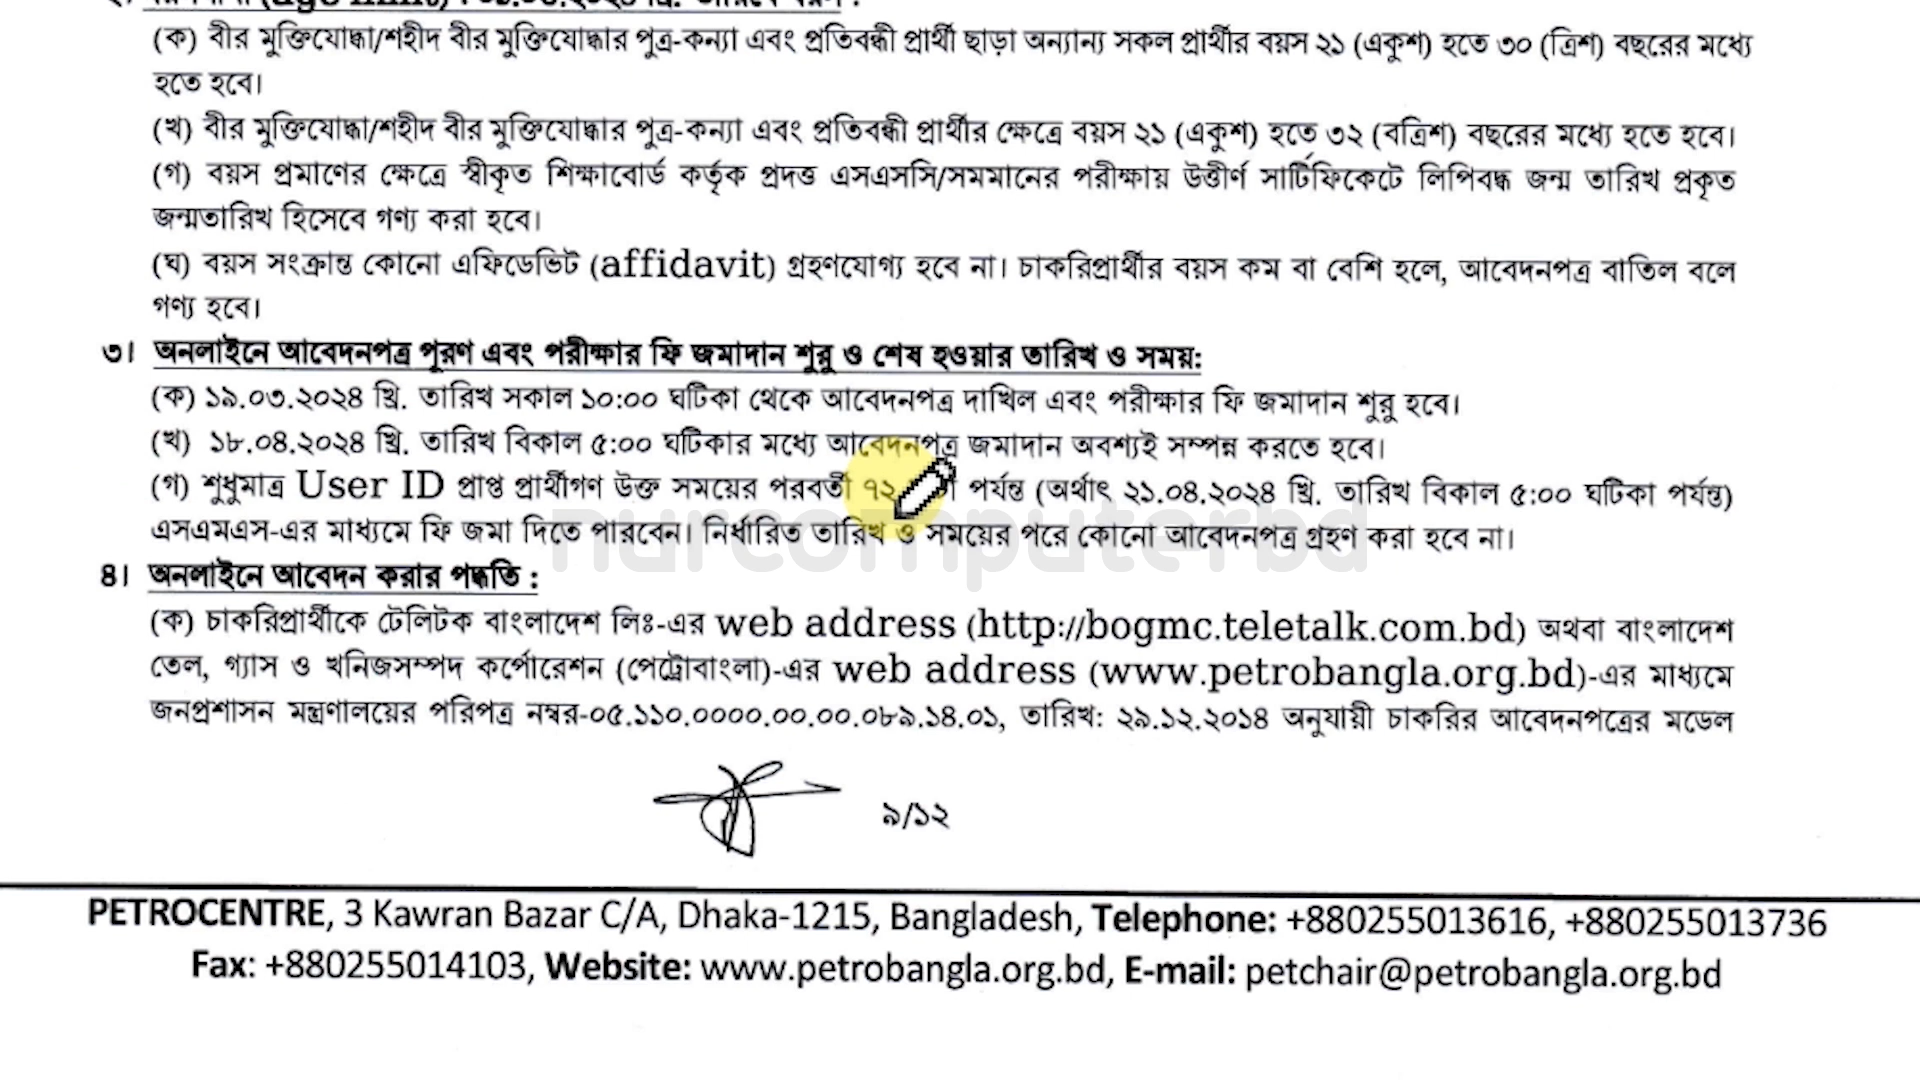 (ক) বীর মুক্তিযোদ্ধা/শহীদ বীর মুক্তিযোদ্ধার পুত্র-কন্যা এবং প্রতিবন্ধী প্রার্থী ছাড়া অন্যান্য সকল প্রার্থীর বয়স ২১ (একুশ) হতে ৩০ (ত্রিশ) বছরের মধ্যে
হতে হবে।
(খ) বীর মুক্তিযোদ্ধা/শহীদ বীর মুক্তিযোদ্ধার পুত্র-কন্যা এবং প্রতিবন্ধী প্রার্থীর ক্ষেত্রে বয়স ২১ (একুশ) হতে ৩২ (বত্রিশ) বছরের মধ্যে হতে হবে।
(গ) বয়স প্রমাণের ক্ষেত্রে স্বীকৃত শিক্ষাবোর্ড কর্তৃক প্রদত্ত এসএসসি/সমমানের পরীক্ষায় উত্তীর্ণ সার্টিফিকেটে লিপিবদ্ধ জন্ম তারিখ প্রকৃত
জন্মতারিখ হিসেবে গণ্য করা হবে।
(ঘ) বয়স সংক্রান্ত কোনো এফিডেভিট (affidavit) গ্রহণযোগ্য হবে না। চাকরিপ্রার্থীর বয়স কম বা বেশি হলে, আবেদনপত্র বাতিল বলে
গণ্য হবে।
৩। অনলাইনে আবেদনপত্র পূরণ এবং পরীক্ষার ফি জমাদান শুরু ও শেষ হওয়ার তারিখ ও সময়:
(ক) ১৯.০৩.২০২৪ খ্রি. তারিখ সকাল ১০:০০ ঘটিকা থেকে আবেদনপত্র দাখিল এবং পরীক্ষার ফি জমাদান শুরু হবে।
(খ) ১৮.০৪.২০২৪ খ্রি. তারিখ বিকাল ৫:০০ ঘটিকার মধ্যে আবেদনপত্র জমাদান অবশ্যই সম্পন্ন করতে হবে।
(গ) শুধুমাত্র User ID প্রাপ্ত প্রার্থীগণ উক্ত সময়ের পরবর্তী ৭২ পর্যন্ত (অর্থাৎ ২১.০৪.২০২৪ খ্রি. তারিখ বিকাল ৫:০০ ঘটিকা পর্যন্ত)
এসএমএস-এর মাধ্যমে ফি জমা দিতে পারবেন। নির্ধারিত তারিখ ও সময়ের পরে কোনো আবেদনপত্র গ্রহণ করা হবে না।
nurcomputerbd
৪। অনলাইনে আবেদন করার পদ্ধতি :
(ক) চাকরিপ্রার্থীকে টেলিটক বাংলাদেশ লিঃ-এর web address (http://bogmc.teletalk.com.bd) অথবা বাংলাদেশ
তেল, গ্যাস ও খনিজসম্পদ কর্পোরেশন (পেট্রোবাংলা)-এর web address (www.petrobangla.org.bd)-এর মাধ্যমে
জনপ্রশাসন মন্ত্রণালয়ের পরিপত্র নম্বর-০৫.১১০.০০০০.০০.০০.০৮৯.১৪.০১, তারিখ: ২৯.১২.২০১৪ অনুযায়ী চাকরির আবেদনপত্রের মডেল
৯/১২
PETROCENTRE, 3 Kawran Bazar C/A, Dhaka-1215, Bangladesh, Telephone: +880255013616, +880255013736
Fax: +880255014103, Website: www.petrobangla.org.bd, E-mail: petchair@petrobangla.org.bd